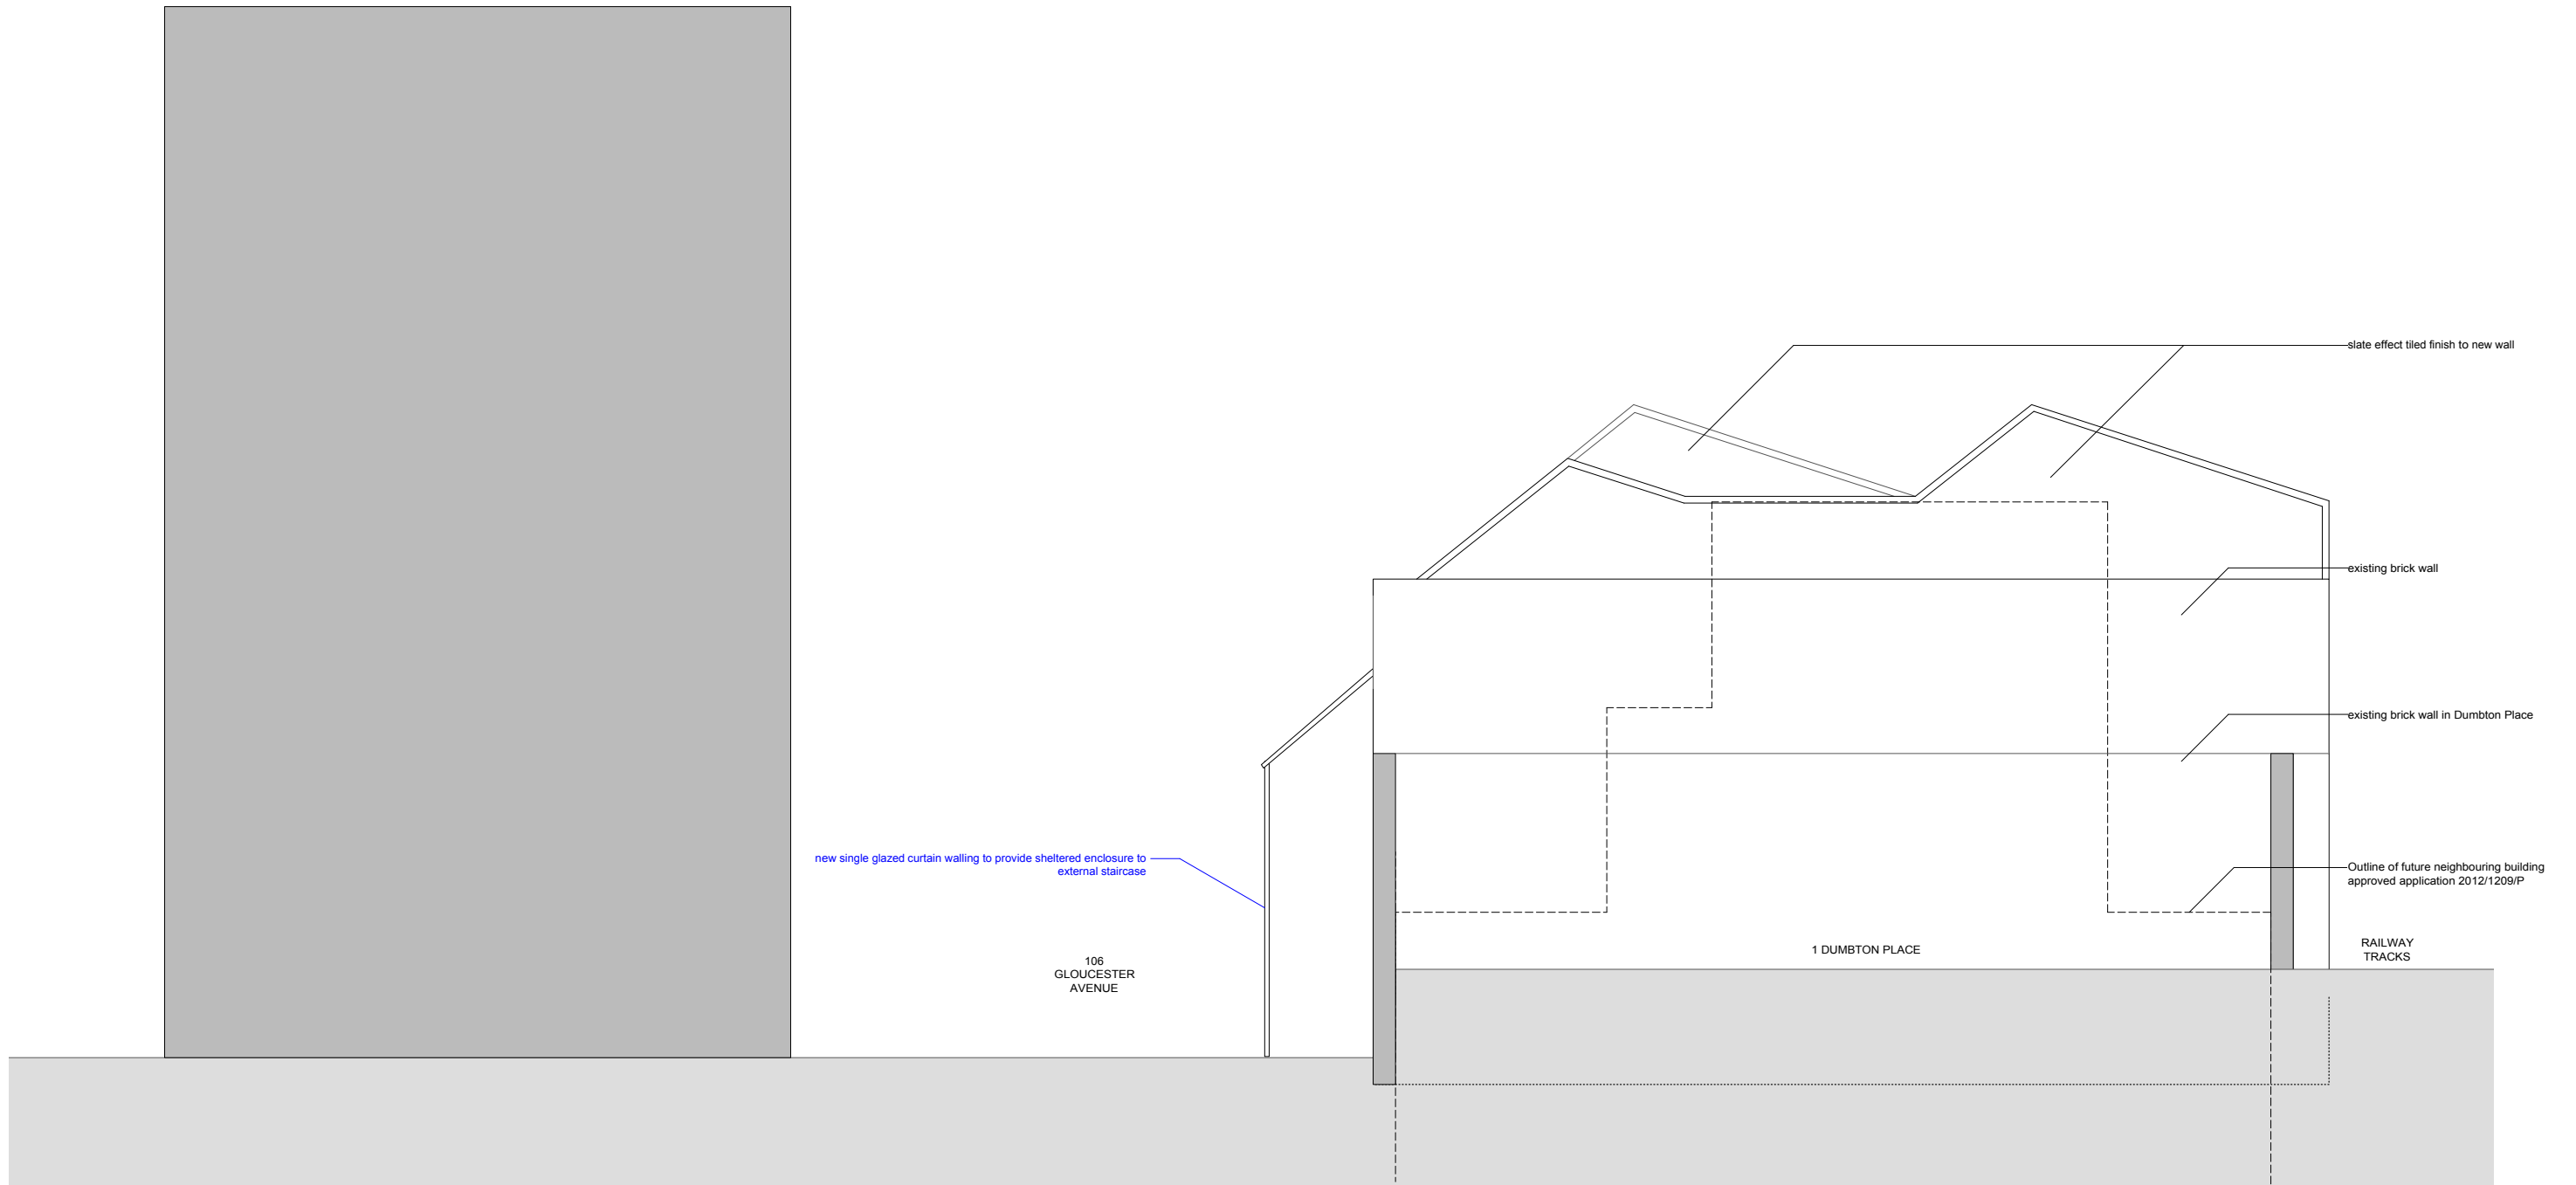 slate effect tiled finish to new wall
existing brick wall
existing brick wall in Dumbton Place
new single glazed curtain walling to provide sheltered enclosure to
external staircase
Outline of future neighbouring building
approved application 2012/1209/P
106
GLOUCESTER
AVENUE
1 DUMBTON PLACE
RAILWAY
TRACKS